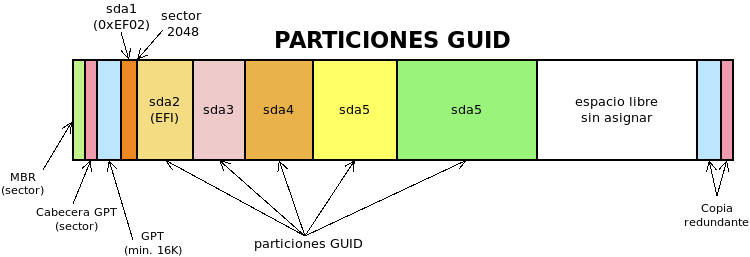 sda1
(0xEF02)
sector
2048
PARTICIONES GUID
sda2
(EFI)
sda3
sda4
sda5
sda5
espacio libre
sin asignar
MBR
(sector)
Cabecera GPT
(sector)
GPT
(min. 16K)
particiones GUID
Copia
redundante